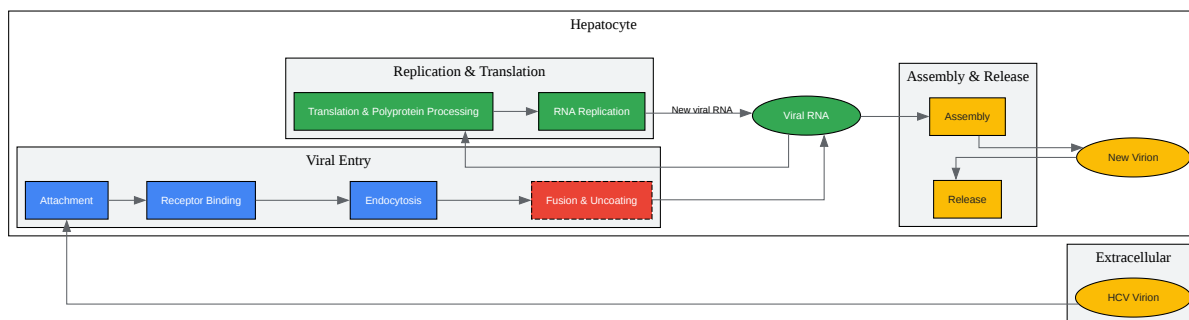 Hepatocyte
Replication & Translation
Translation & Polyprotein Processing
RNA Replication
New viral RNA
Viral RNA
Assembly & Release
Assembly
New Virion
Release
Viral Entry
Attachment
Receptor Binding
Endocytosis
Fusion & Uncoating
Extracellular
HCV Virion